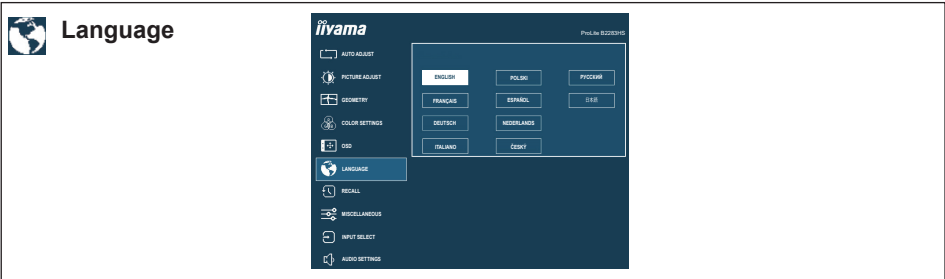 Language
iiyama
ProLite B2283HS
AUTO ADJUST
PICTURE ADJUST
GEOMETRY
COLOR SETTINGS
OSD
LANGUAGE
RECALL
MISCELLANEOUS
INPUT SELECT
AUDIO SETTINGS
ENGLISH POLSKI РУССКИЙ
FRANÇAIS ESPAÑOL 日本語
DEUTSCH NEDERLANDS
ITALIANO ČESKÝ